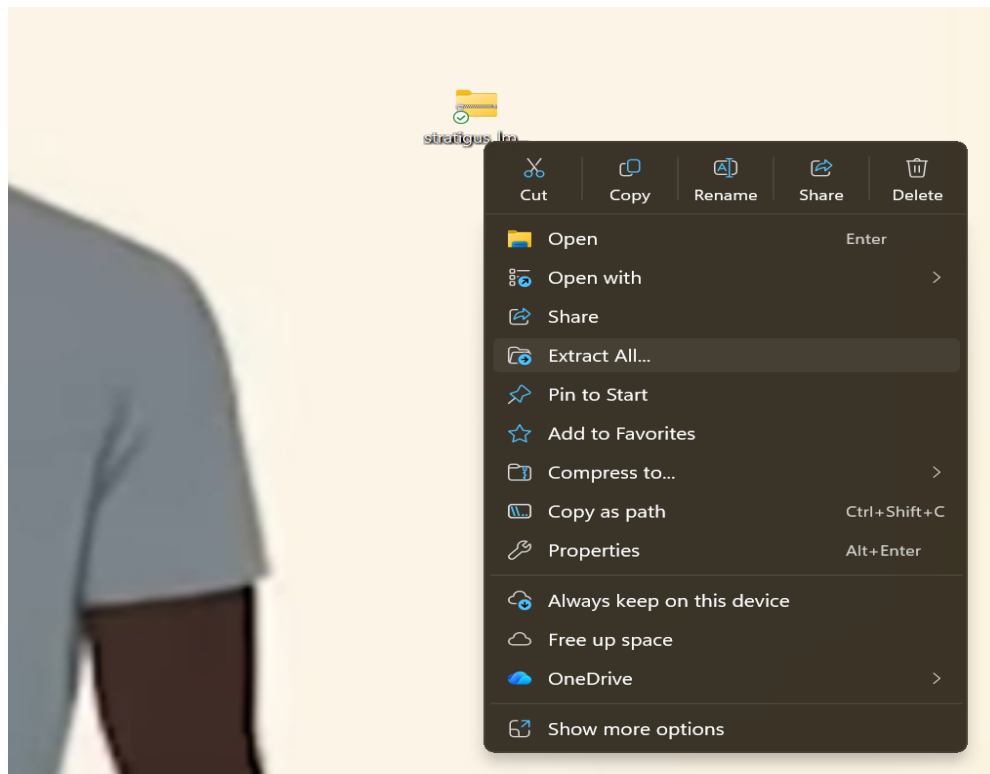 stratigus_lm
Cut Copy Rename Share Delete
Open Enter
Open with
Share
Extract All...
Pin to Start
Add to Favorites
Compress to...
Copy as path Ctrl+Shift+C
Properties Alt+Enter
Always keep on this device
Free up space
OneDrive
Show more options